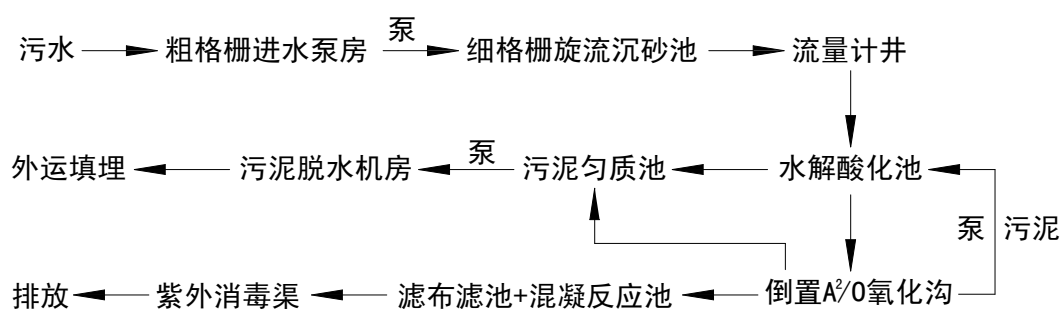 污水 粗格栅进水泵房 泵 细格栅旋流沉砂池 流量计井
外运填埋 污泥脱水机房 泵 污泥匀质池 水解酸化池
泵 污泥
排放 紫外消毒渠 滤布滤池+混凝反应池 倒置A²/O氧化沟